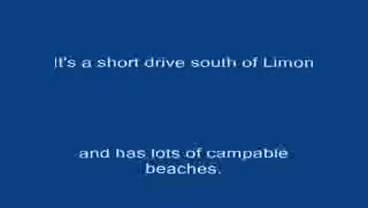 It's a short drive south of Limon
and has lots of campable
beaches.